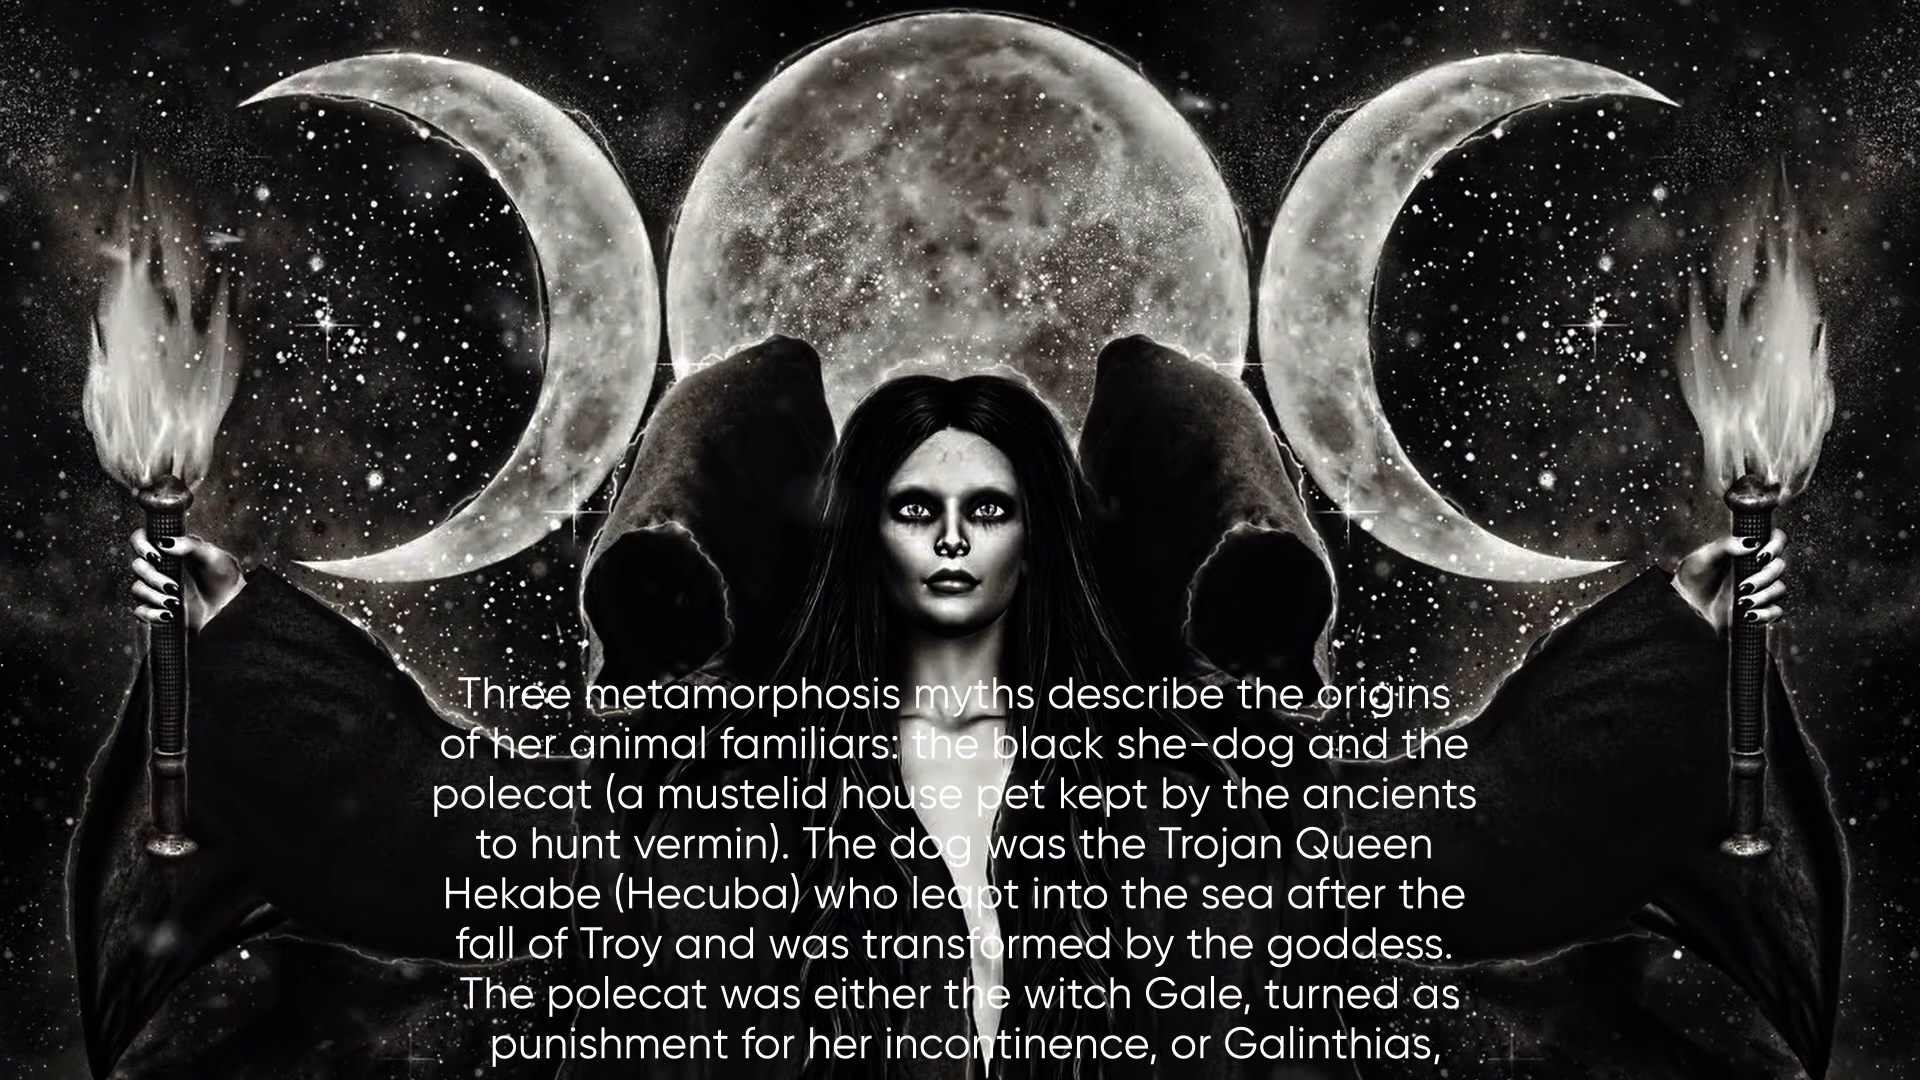 Three metamorphosis myths describe the origins
of her animal familiars: the black she-dog and the
polecat (a mustelid house pet kept by the ancients
to hunt vermin). The dog was the Trojan Queen
Hekabe (Hecuba) who leapt into the sea after the
fall of Troy and was transformed by the goddess.
The polecat was either the witch Gale, turned as
punishment for her incontinence, or Galinthias,